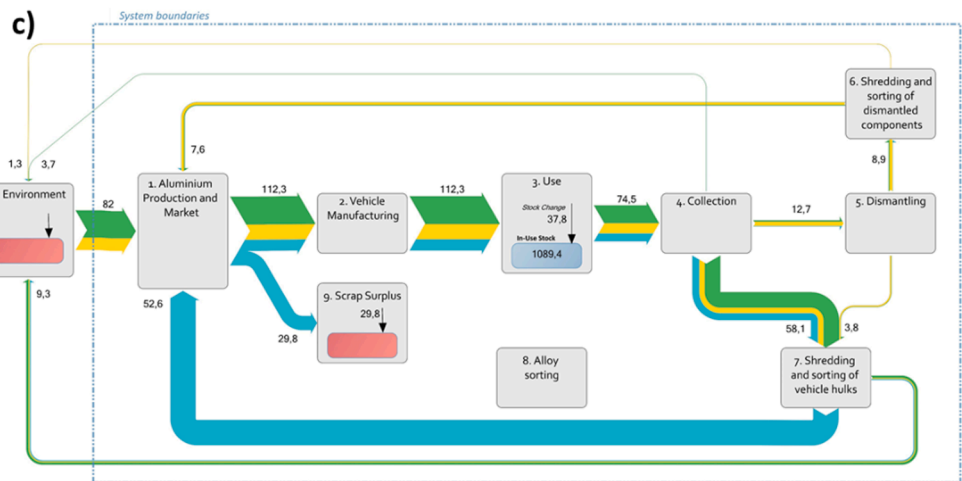 c)
System boundaries
6. Shredding and
sorting of
dismantled
components
7,6
1,3
3,7
8,9
Environment
82
1. Aluminium
Production and
Market
112,3
2. Vehicle
Manufacturing
112,3
3. Use
Stock Change
37,8
In-Use Stock
1089,4
74,5
4. Collection
12,7
5. Dismantling
9,3
52,6
9. Scrap Surplus
29,8
29,8
58,1
3,8
8. Alloy
sorting
7. Shredding
and sorting of
vehicle hulks